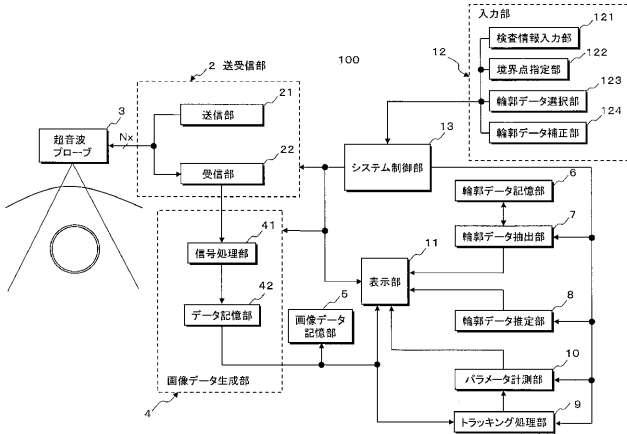 入力部
121
検査情報入力部
122
境界点指定部
12
123
輪郭データ選択部
124
輪郭データ補正部
100
2 送受信部
21
送信部
3
超音波
プローブ
Nx
22
受信部
13
システム制御部
6
輪郭データ記憶部
7
輪郭データ抽出部
41
信号処理部
11
表示部
42
データ記憶部
5
画像データ
記憶部
8
輪郭データ推定部
10
パラメータ計測部
画像データ生成部
4
9
トラッキング処理部